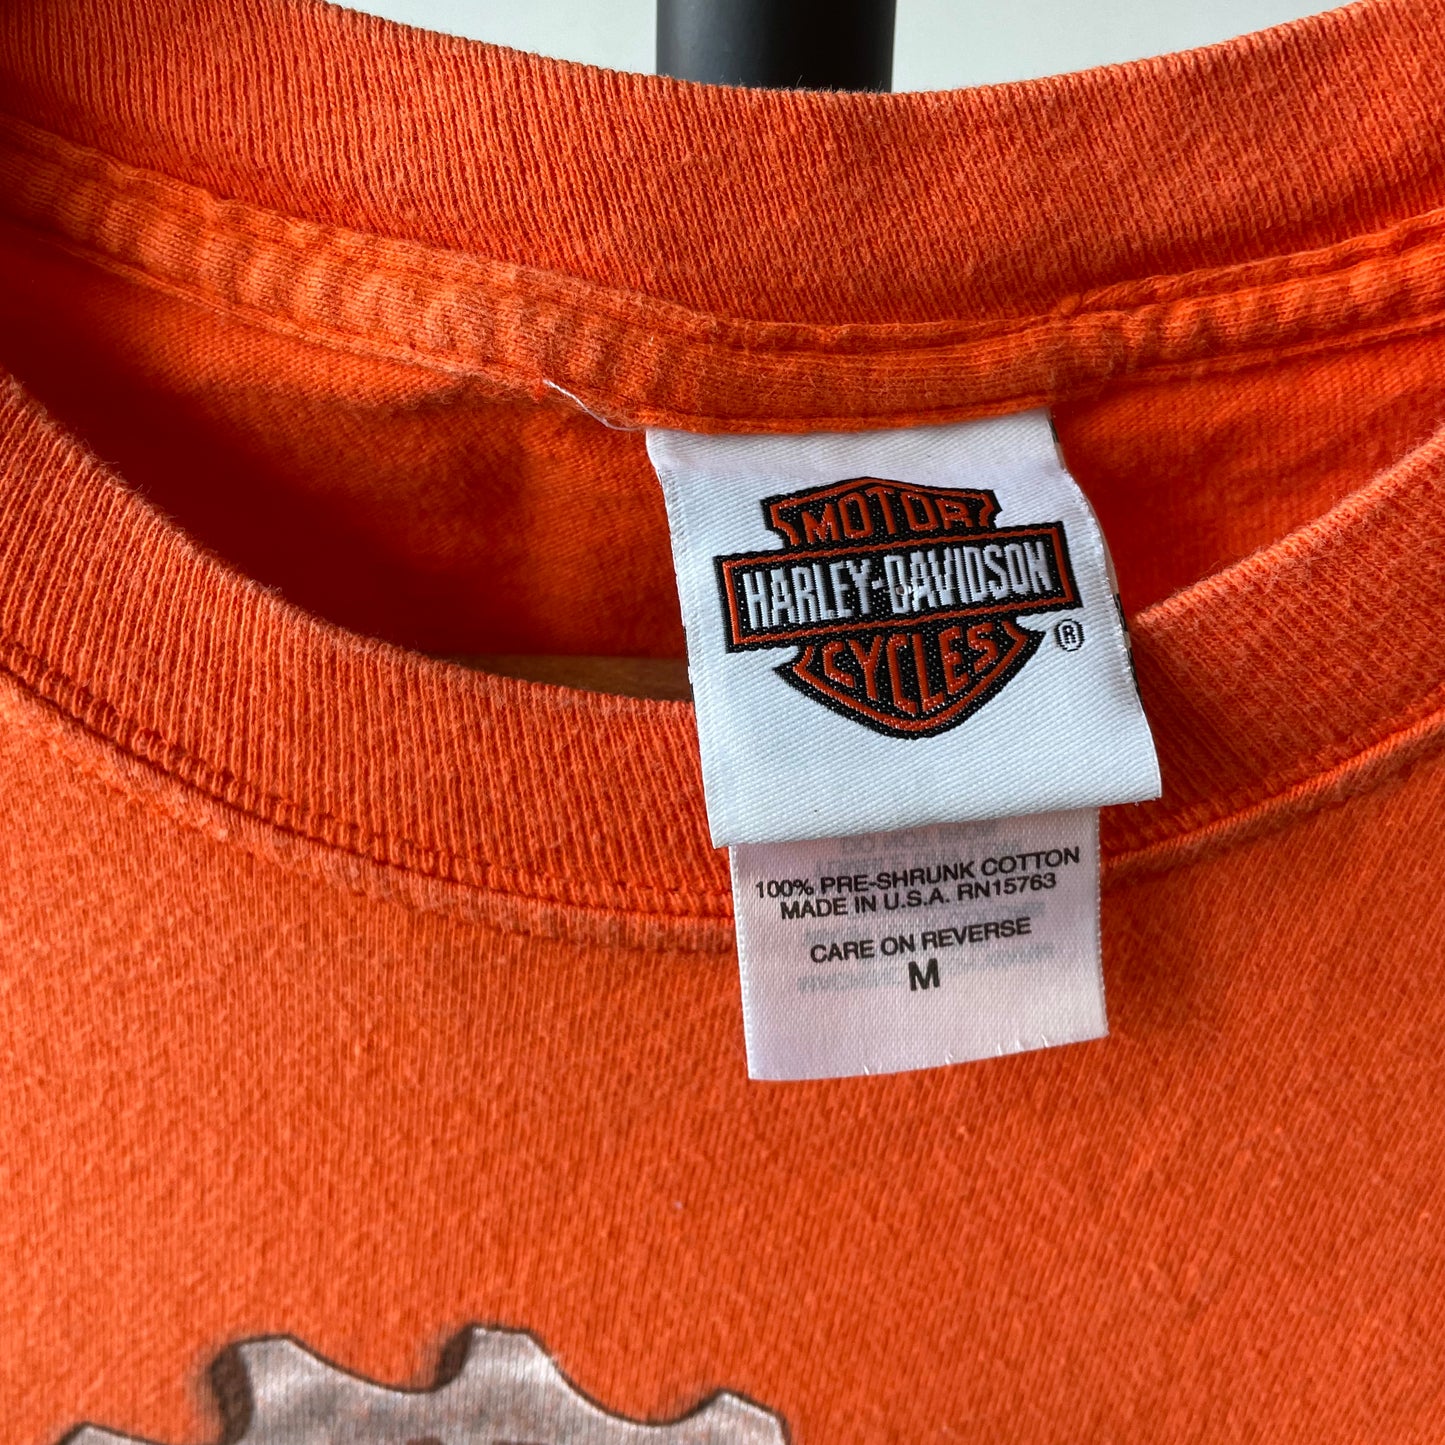 MOTOR
HARLEY-DAVIDSON
CYCLES
®
100% PRE-SHRUNK COTTON
MADE IN U.S.A. RN15763
CARE ON REVERSE
M